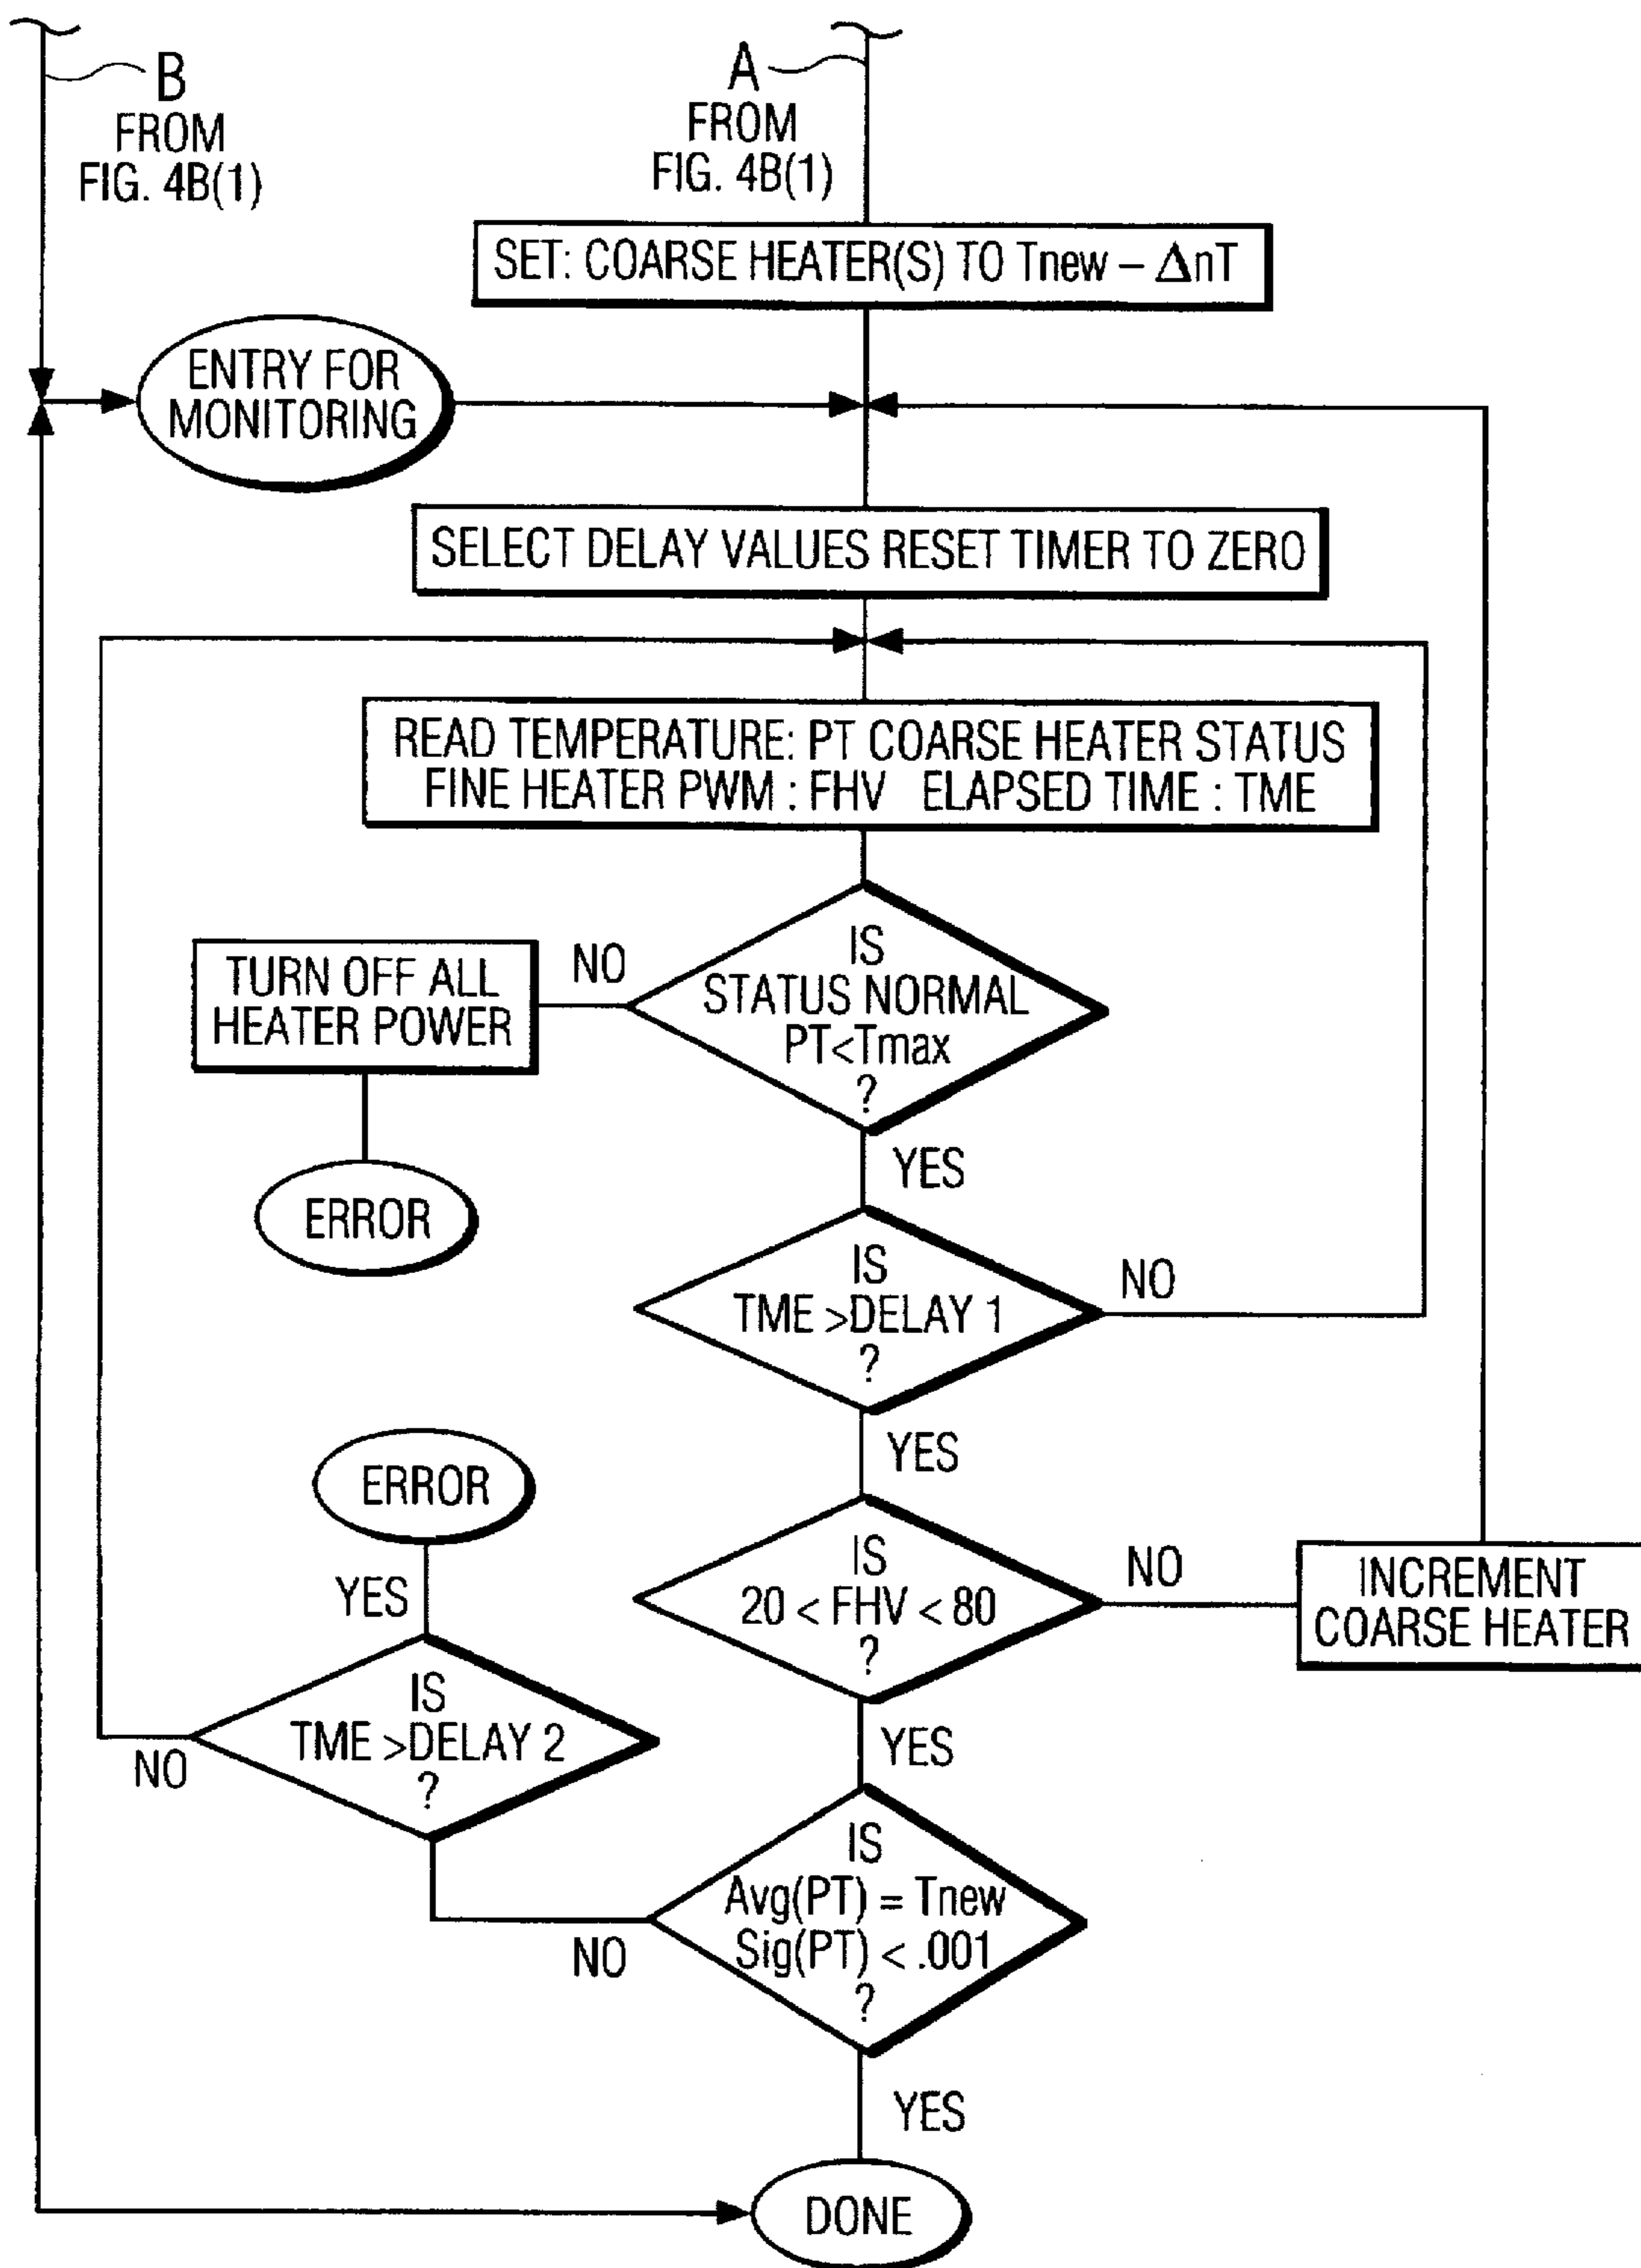 B
FROM
FIG. 4B(1)
A
FROM
FIG. 4B(1)
SET: COARSE HEATER(S) TO Tnew – ΔnT
ENTRY FOR
MONITORING
SELECT DELAY VALUES RESET TIMER TO ZERO
READ TEMPERATURE: PT COARSE HEATER STATUS
FINE HEATER PWM : FHV ELAPSED TIME : TME
IS
STATUS NORMAL
PT<Tmax
?
NO
TURN OFF ALL
HEATER POWER
ERROR
YES
IS
TME >DELAY 1
?
NO
YES
IS
20 < FHV < 80
?
NO
INCREMENT
COARSE HEATER
YES
ERROR
YES
IS
TME >DELAY 2
?
NO
IS
Avg(PT) = Tnew
Sig(PT) < .001
?
NO
YES
DONE